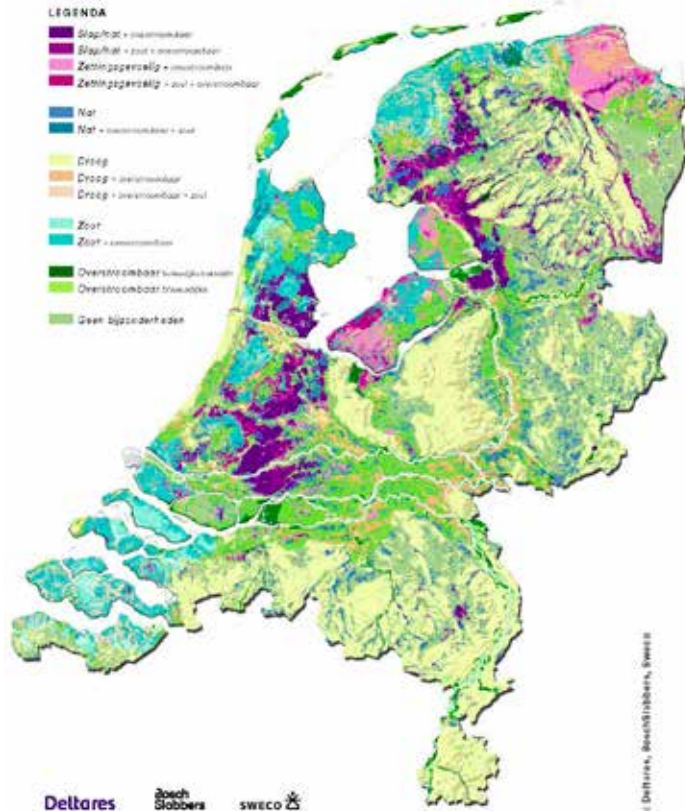 LEGENDA
Slap/nat + overstroombaar
Slap/nat + zout + overstroombaar
Zettingsgevoelig + overstroombaar
Zettingsgevoelig + zout + overstroombaar
Nat
Nat + overstroombaar + zout
Droog
Droog + overstroombaar
Droog + overstroombaar + zout
Zout
Zout + overstroombaar
Overstroombaar
Overstroombaar
Geen bijzonderheden
Deltares
Bosch
Slabbers
SWECO
Deltares, BoschSlabbers, Sweco